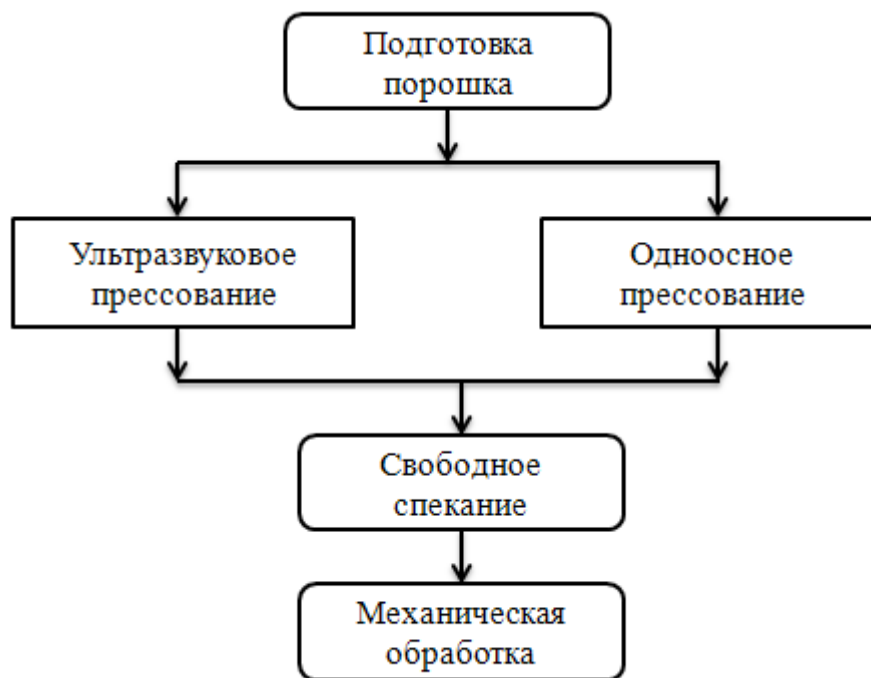 Подготовка
порошка
Ультразвуковое
прессование
Одноосное
прессование
Свободное
спекание
Механическая
обработка